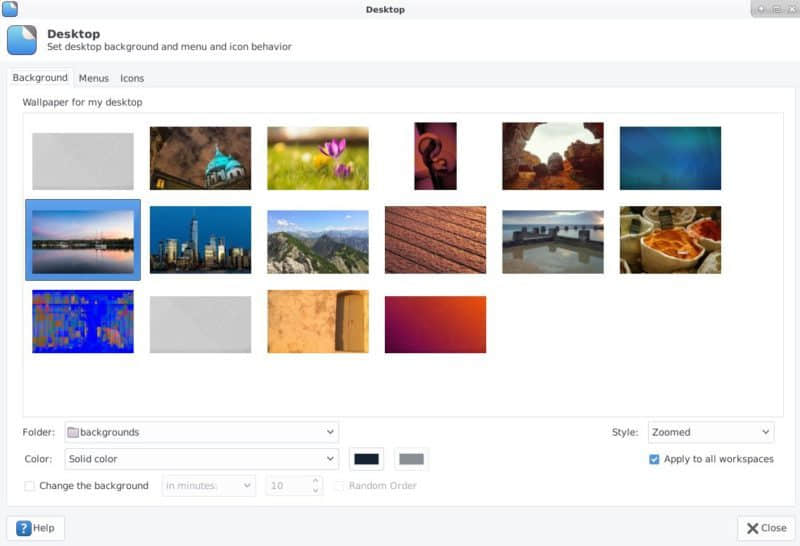 Desktop
Desktop
Set desktop background and menu and icon behavior
Background Menus Icons
Wallpaper for my desktop
Folder: backgrounds Style: Zoomed
Color: Solid color Apply to all workspaces
Change the background in minutes: 10 Random Order
Help Close